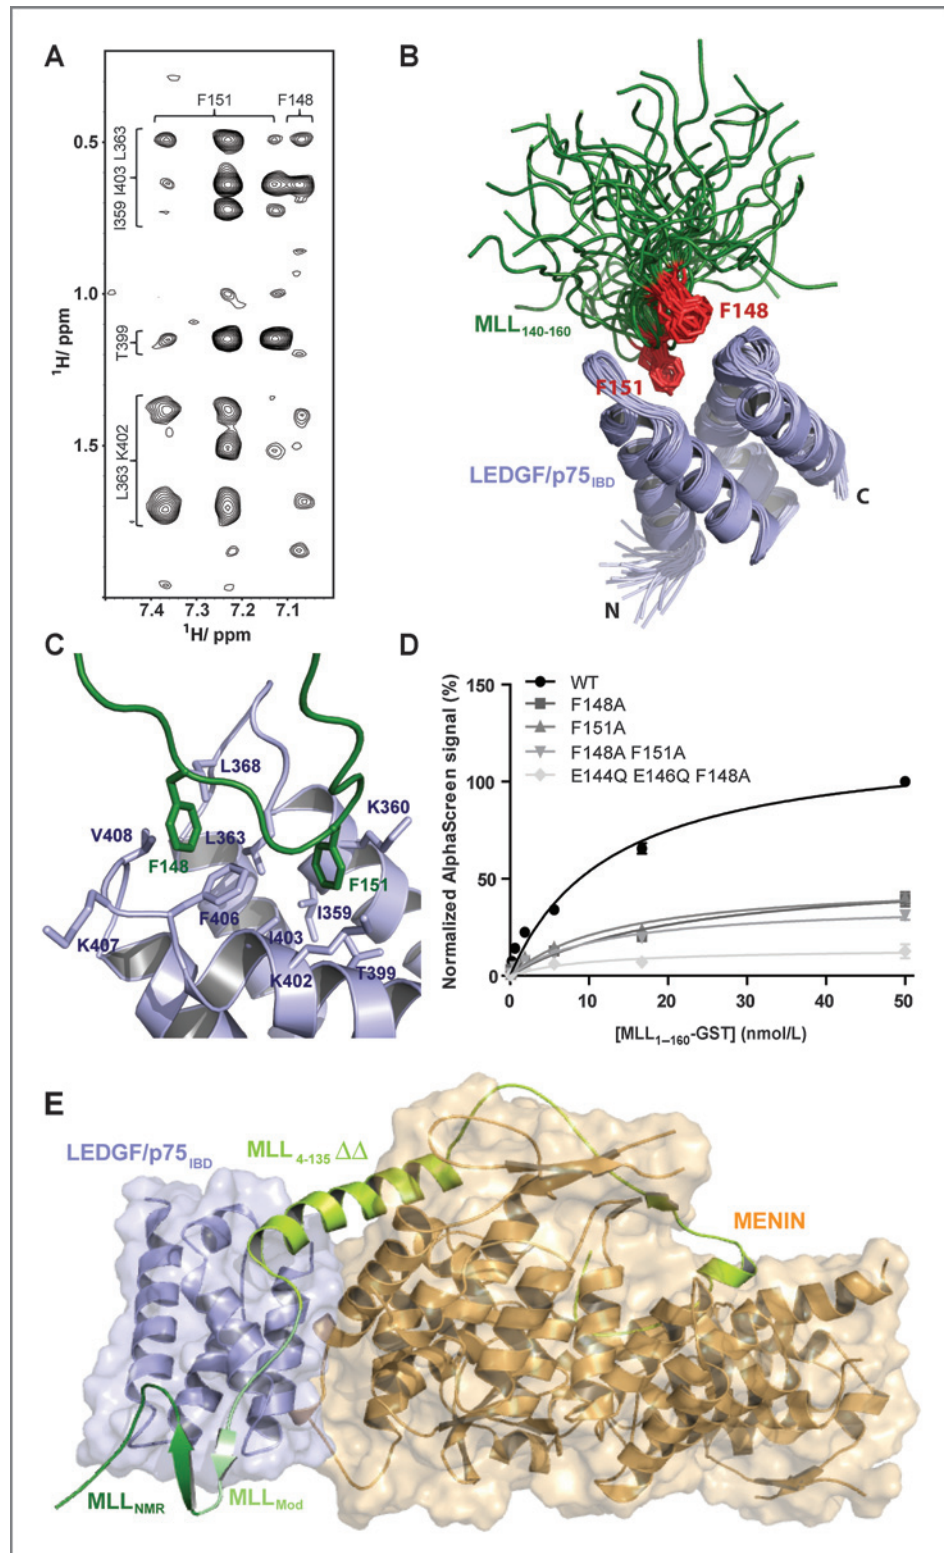 A
F151
F148
0.5
1.0
1.5
L363
I403
I359
T399
K402
L363
¹H/ ppm
7.4
7.3
7.2
7.1
¹H/ ppm
B
F148
MLL140-160
F151
LEDGF/p75IBD
C
N
C
L368
K360
V408
L363
F148
F151
F406
I359
K407
I403
K402
T399
D
Normalized AlphaScreen signal (%)
150
100
50
0
WT
F148A
F151A
F148A F151A
E144Q E146Q F148A
0
10
20
30
40
50
[MLL1–160-GST] (nmol/L)
E
LEDGF/p75IBD
MLL4-135 ΔΔ
MENIN
MLLNMR
MLLMod